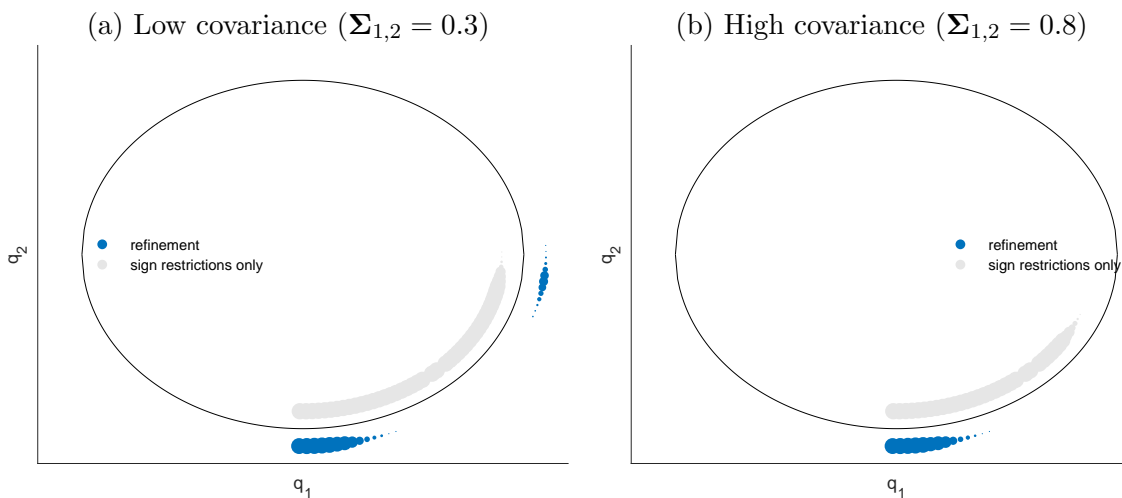 (a) Low covariance (Σ1,2 = 0.3)
q2
refinement
sign restrictions only
q1
(b) High covariance (Σ1,2 = 0.8)
q2
refinement
sign restrictions only
q1